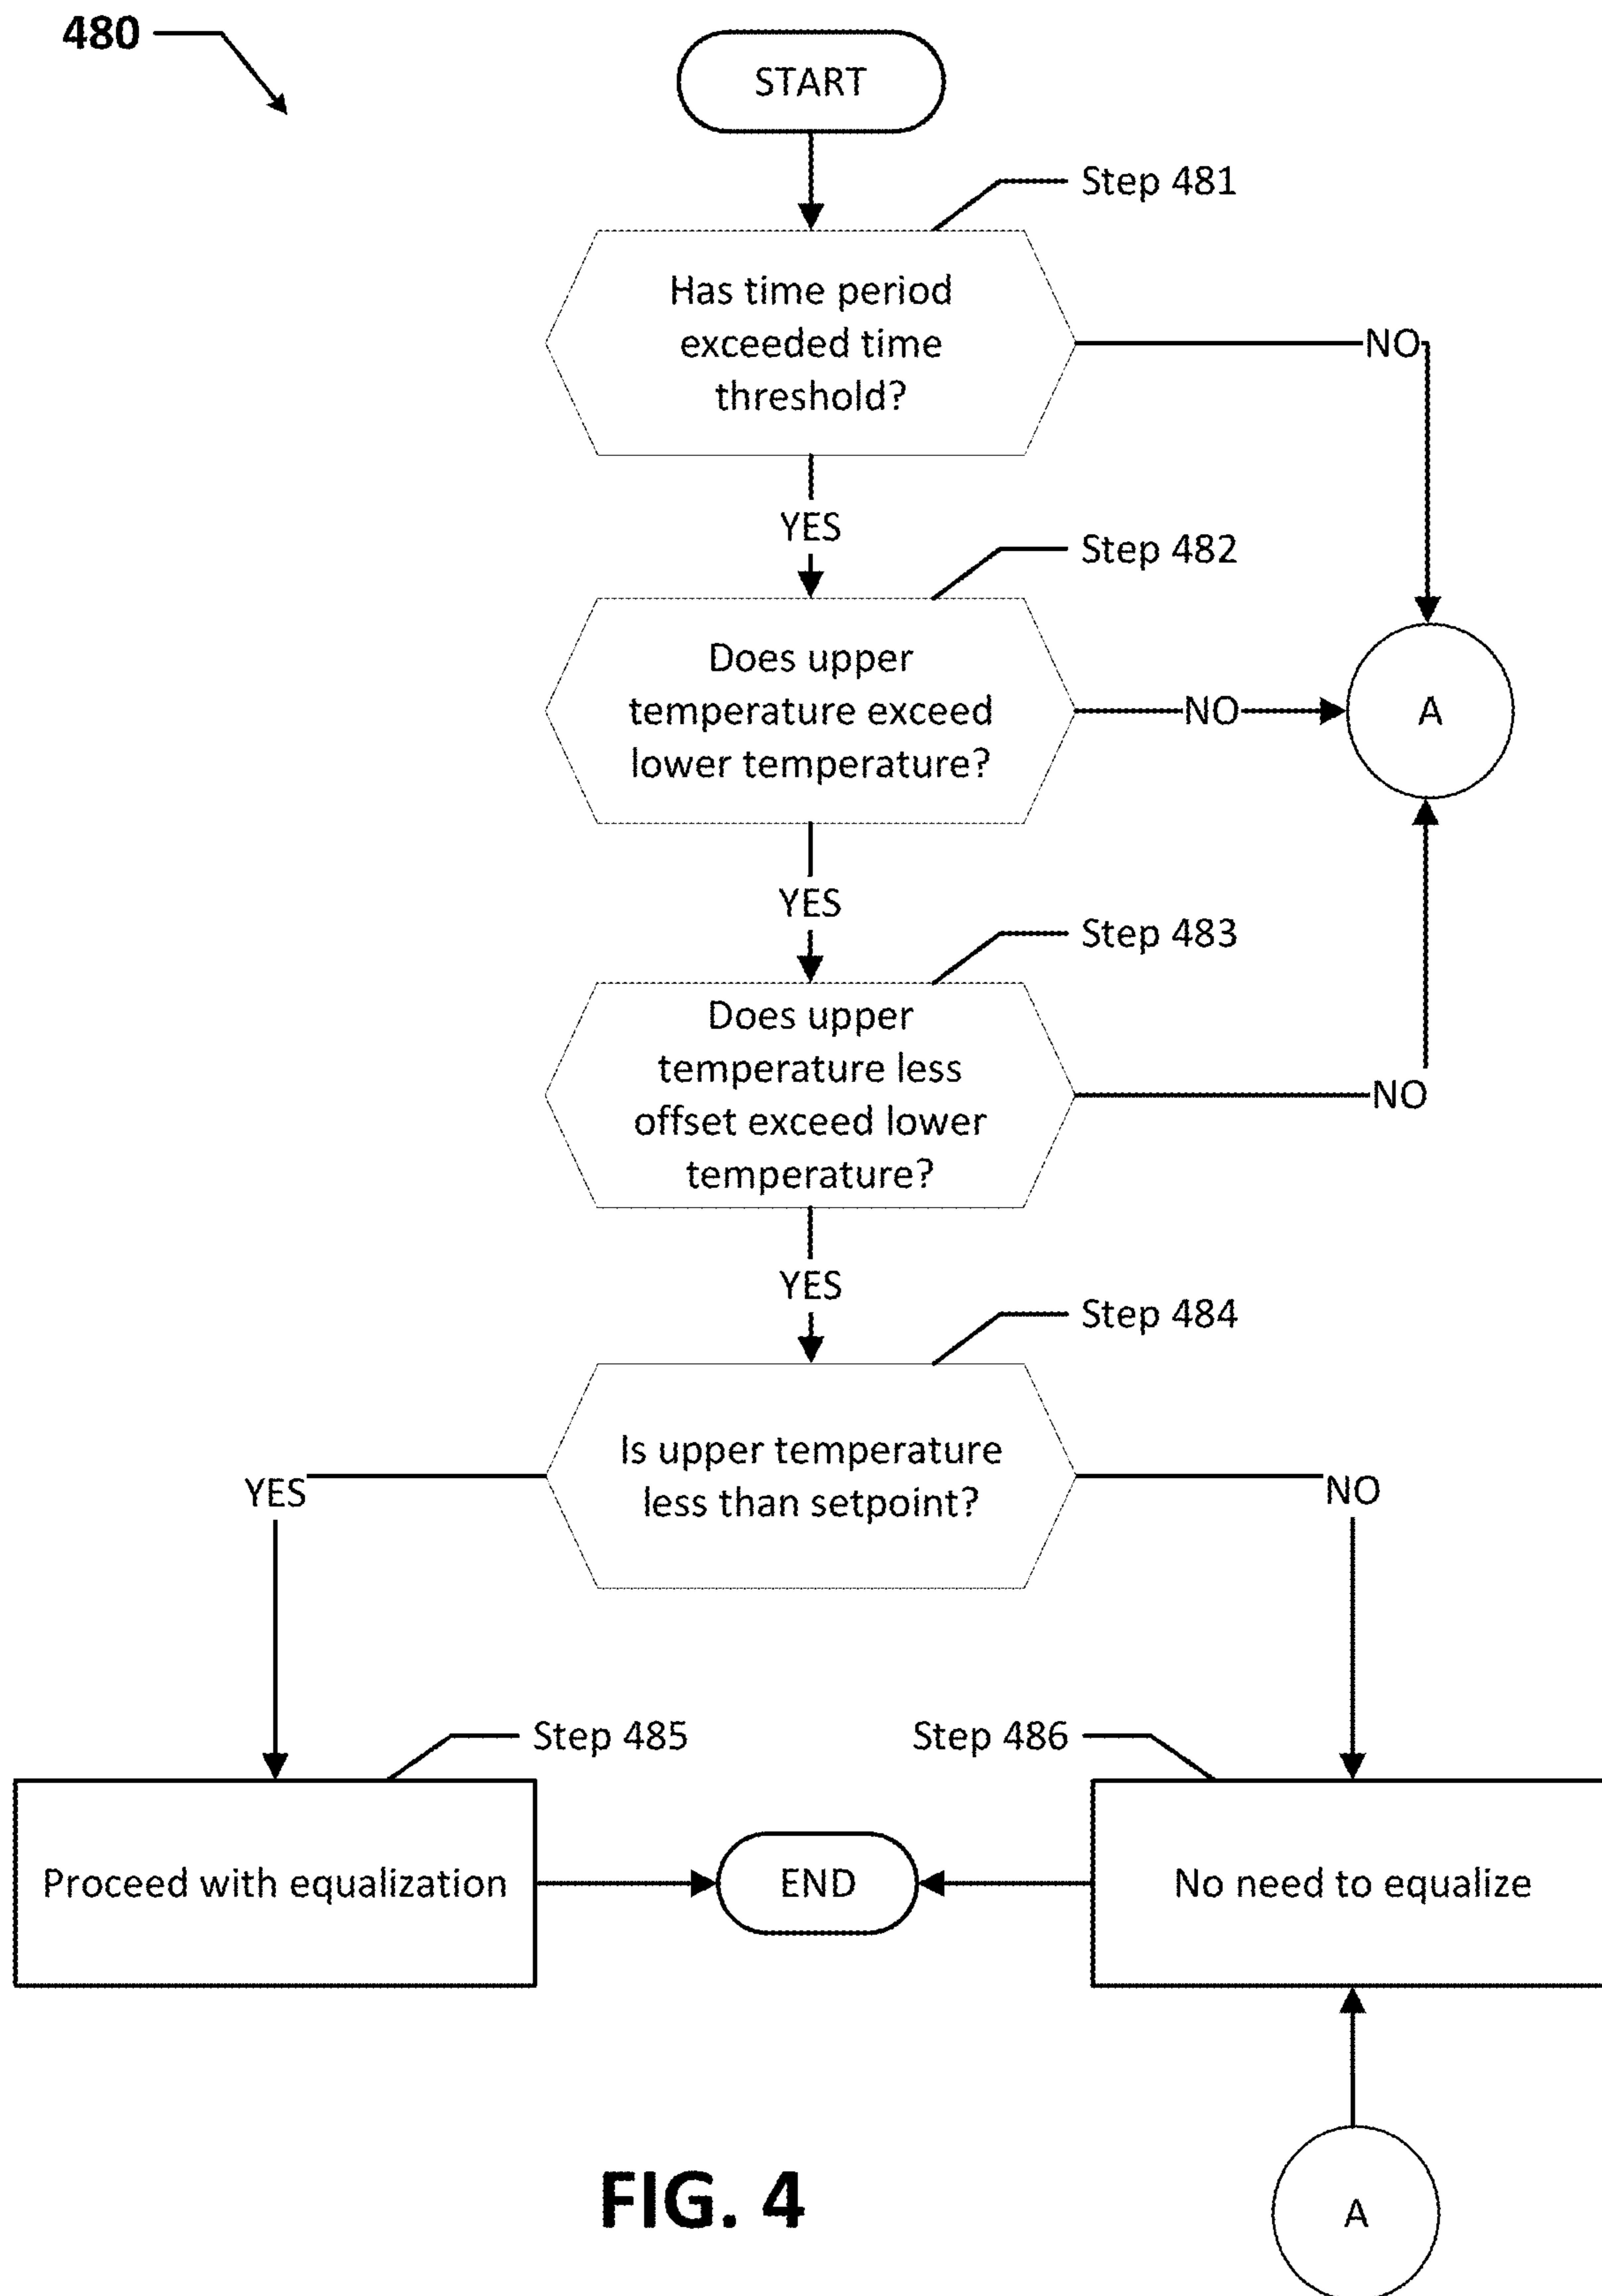 480
START
Step 481
Has time period
exceeded time
threshold?
NO
YES
Step 482
Does upper
temperature exceed
lower temperature?
NO
A
YES
Step 483
Does upper
temperature less
offset exceed lower
temperature?
NO
YES
Step 484
Is upper temperature
less than setpoint?
YES
NO
Step 485
Step 486
Proceed with equalization
END
No need to equalize
FIG. 4
A